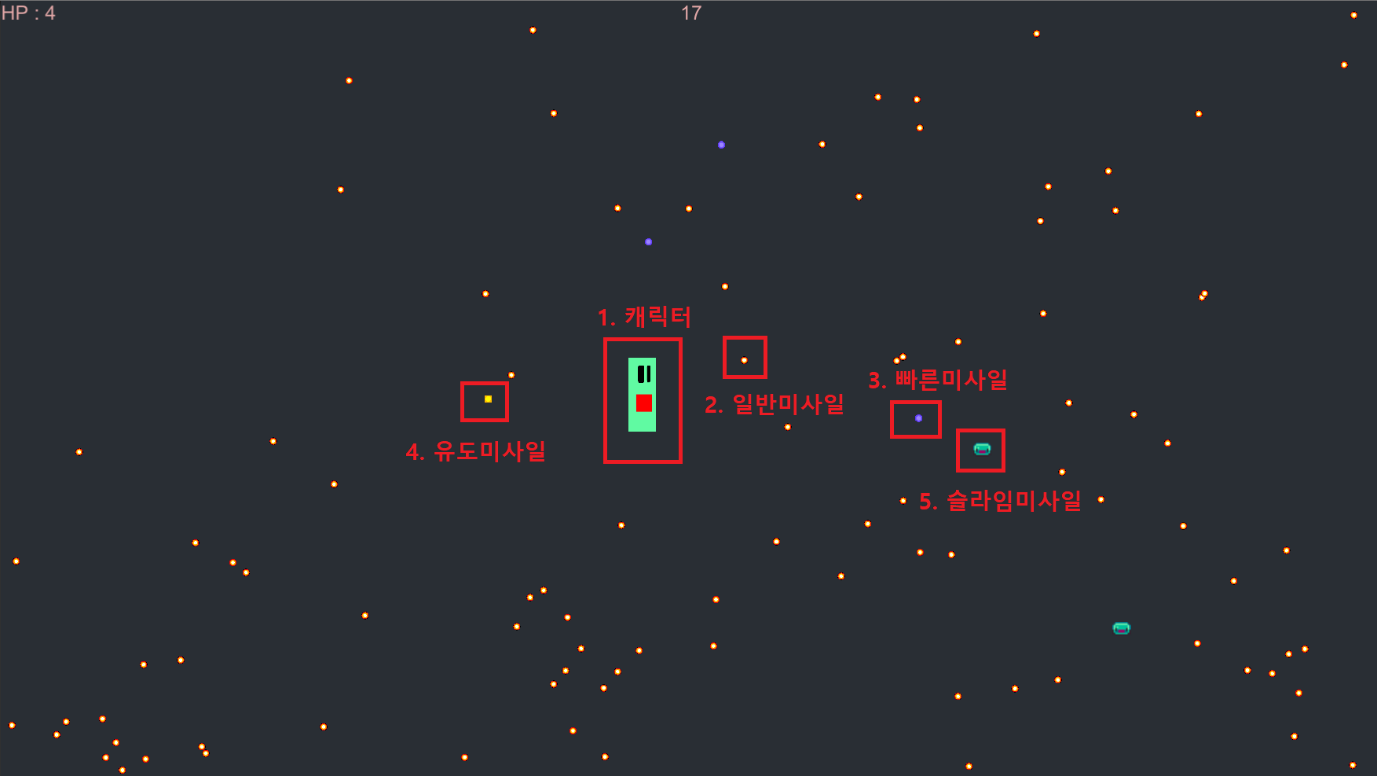 HP : 4
17
1. 캐릭터
2. 일반미사일
3. 빠른미사일
4. 유도미사일
5. 슬라임미사일